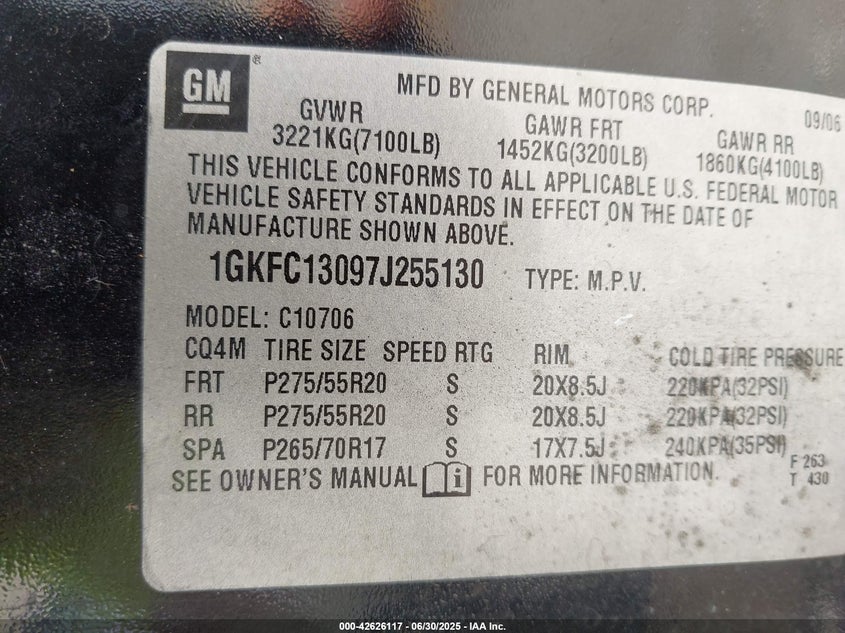 GM®
MFD BY GENERAL MOTORS CORP. 09/06
GVWR GAWR FRT GAWR RR
3221KG(7100LB) 1452KG(3200LB) 1860KG(4100LB)
THIS VEHICLE CONFORMS TO ALL APPLICABLE U.S. FEDERAL MOTOR
VEHICLE SAFETY STANDARDS IN EFFECT ON THE DATE OF
MANUFACTURE SHOWN ABOVE.
1GKFC13097J255130 TYPE: M.P.V.
MODEL: C10706
CQ4M TIRE SIZE SPEED RTG RIM COLD TIRE PRESSURE
FRT P275/55R20 S 20X8.5J 220KPA(32PSI)
RR P275/55R20 S 20X8.5J 220KPA(32PSI)
SPA P265/70R17 S 17X7.5J 240KPA(35PSI)
SEE OWNER'S MANUAL i FOR MORE INFORMATION.
F 263
T 430
000-42626117 - 06/30/2025 - IAA Inc.